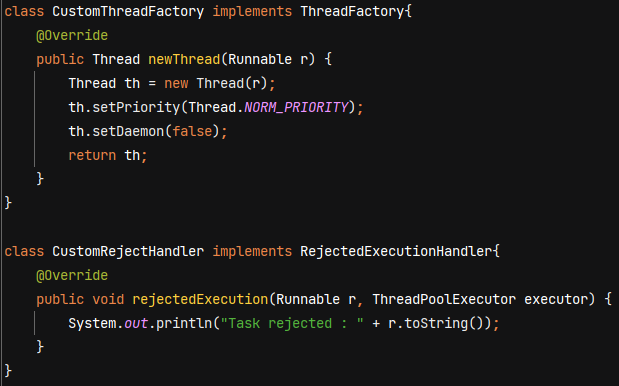 class CustomThreadFactory implements ThreadFactory{
    @Override
    public Thread newThread(Runnable r) {
        Thread th = new Thread(r);
        th.setPriority(Thread.NORM_PRIORITY);
        th.setDaemon(false);
        return th;
    }
}

class CustomRejectHandler implements RejectedExecutionHandler{
    @Override
    public void rejectedExecution(Runnable r, ThreadPoolExecutor executor) {
        System.out.println("Task rejected : " + r.toString());
    }
}